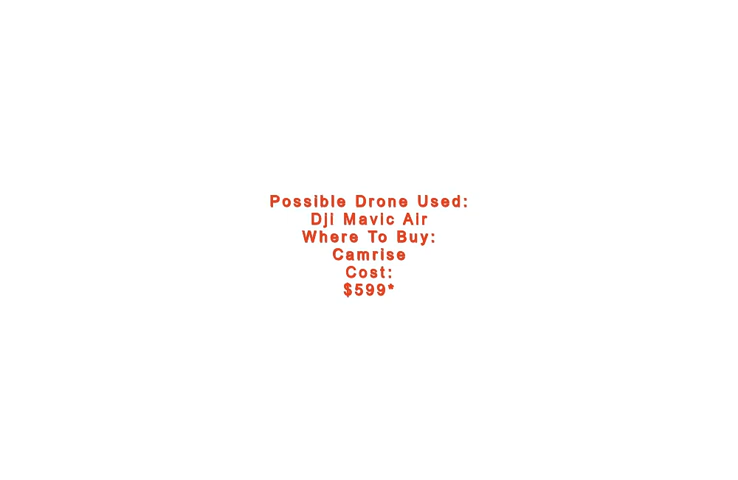 Possible Drone Used:
Dji Mavic Air
Where To Buy:
Camrise
Cost:
$599*